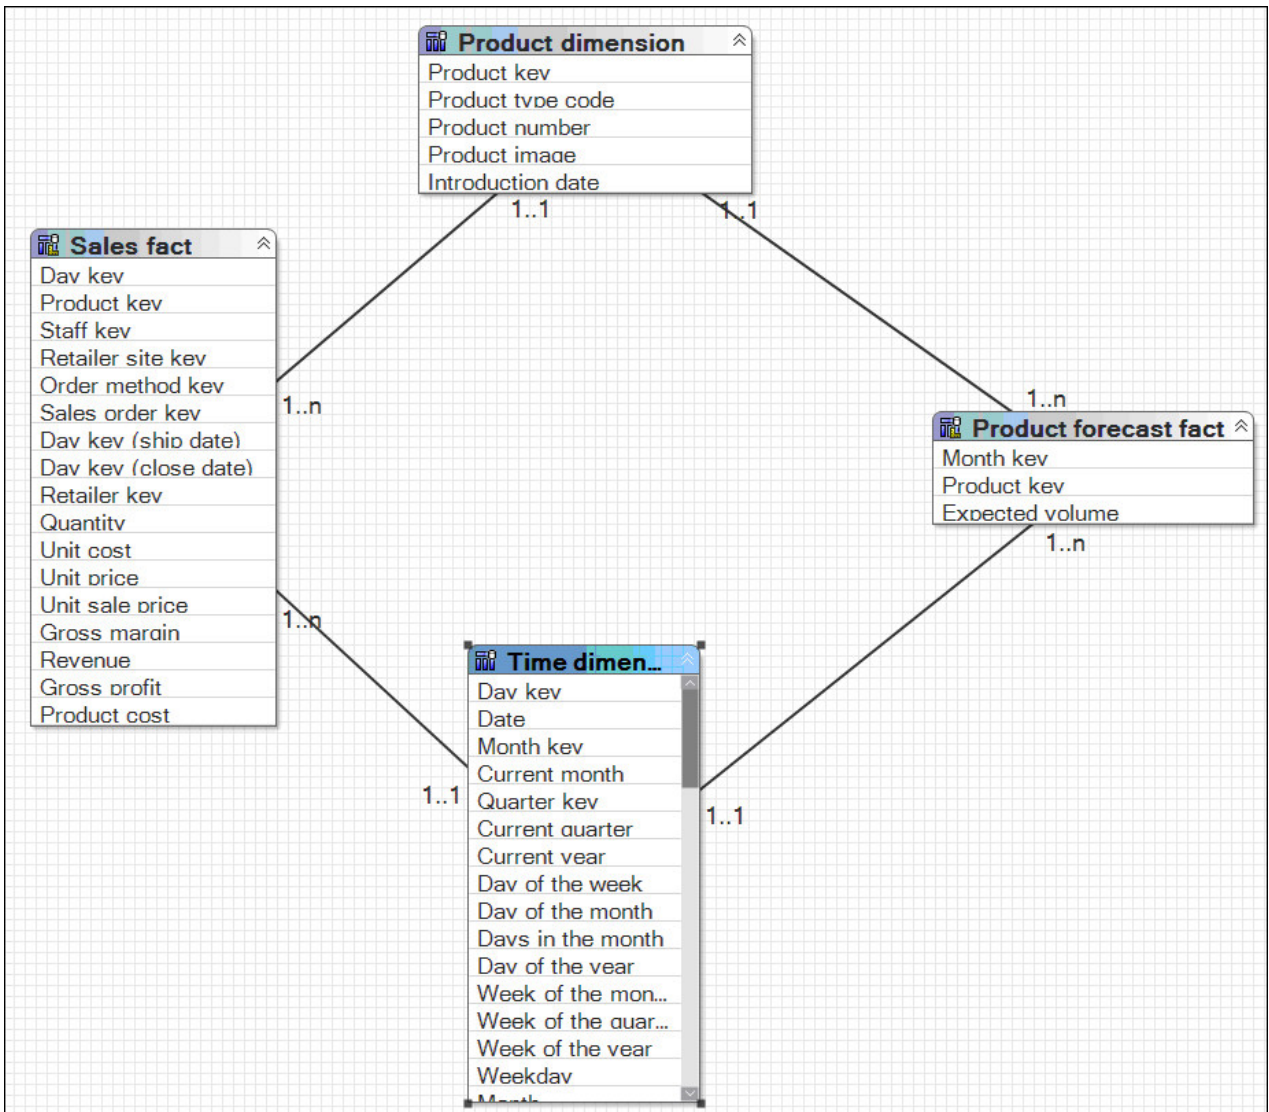 Product dimension
Product key
Product type code
Product number
Product image
Introduction date
1..1
1..1
Sales fact
Day key
Product key
Staff key
Retailer site key
Order method key
Sales order key
Day key (ship date)
Day key (close date)
Retailer key
Quantity
Unit cost
Unit price
Unit sale price
Gross margin
Revenue
Gross profit
Product cost
1..n
1..n
1..n
Product forecast fact
Month key
Product key
Expected volume
1..n
Time dimen...
Day key
Date
Month key
Current month
Quarter key
Current quarter
Current year
Day of the week
Day of the month
Days in the month
Day of the year
Week of the mon...
Week of the quar...
Week of the year
Weekday
Month
1..1
1..1